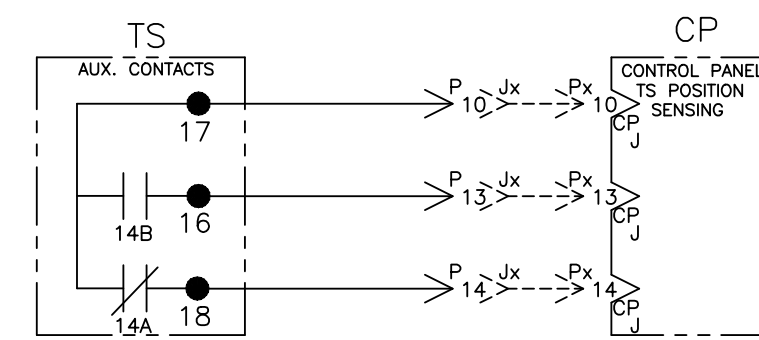 TS
CP
AUX. CONTACTS
CONTROL PANEL
TS POSITION
SENSING
17
P 10 Jx Px 10
CP
J
14B
16
P 13 Jx Px 13
CP
J
14A
18
P 14 Jx Px 14
CP
J